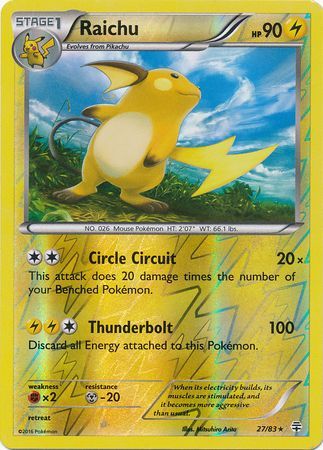 STAGE1
Raichu
HP 90
Evolves from Pikachu
NO. 026 Mouse Pokémon HT: 2'07" WT: 66.1 lbs.
Circle Circuit 20×
This attack does 20 damage times the number of
your Benched Pokémon.
Thunderbolt 100
Discard all Energy attached to this Pokémon.
weakness
×2
resistance
-20
retreat
When its electricity builds, its
muscles are stimulated, and
it becomes more aggressive
than usual.
Illus. Mitsuhiro Arita
©2016 Pokémon
27/83★